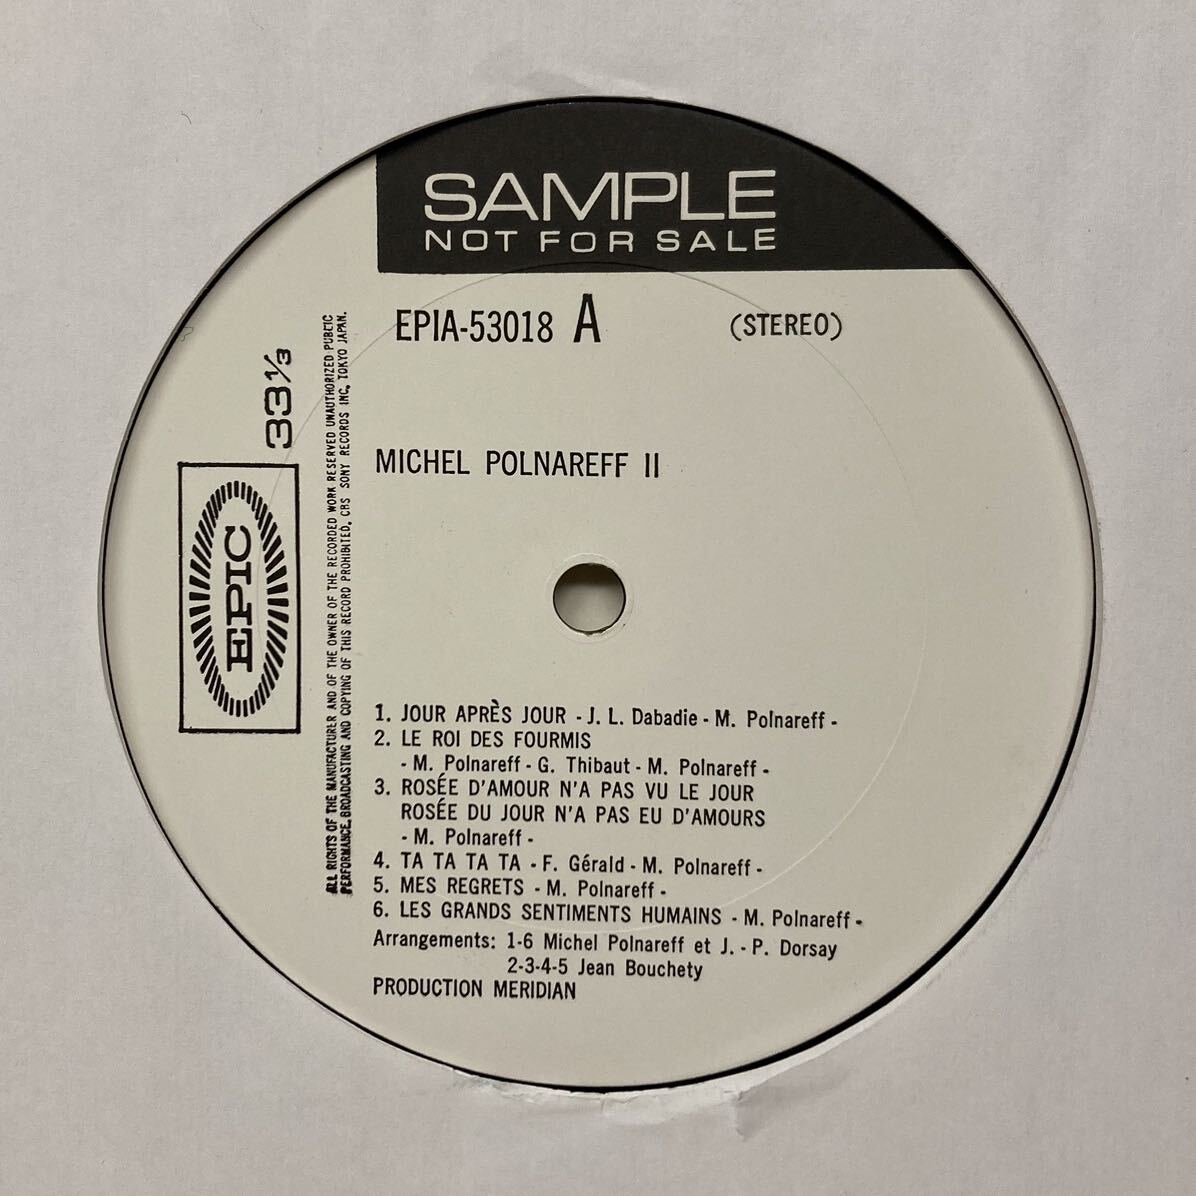 SAMPLE
NOT FOR SALE
EPIA-53018 A (STEREO)
33 1/3
EPIC
ALL RIGHTS OF THE MANUFACTURER AND OF THE OWNER OF THE RECORDED WORK RESERVED UNAUTHORIZED PUBLIC
PERFORMANCE, BROADCASTING AND COPYING OF THIS RECORD PROHIBITED, CBS SONY RECORDS INC, TOKYO JAPAN.
MICHEL POLNAREFF II
1. JOUR APRÈS JOUR - J. L. Dabadie - M. Polnareff -
2. LE ROI DES FOURMIS
- M. Polnareff - G. Thibaut - M. Polnareff -
3. ROSÉE D'AMOUR N'A PAS VU LE JOUR
ROSÉE DU JOUR N'A PAS EU D'AMOURS
- M. Polnareff -
4. TA TA TA TA - F. Gérald - M. Polnareff -
5. MES REGRETS - M. Polnareff -
6. LES GRANDS SENTIMENTS HUMAINS - M. Polnareff -
Arrangements: 1-6 Michel Polnareff et J. - P. Dorsay
2-3-4-5 Jean Bouchety
PRODUCTION MERIDIAN